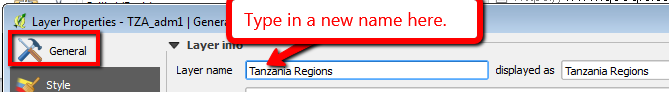 Layer Properties - TZA_adm1 | General
Type in a new name here.
General
Layer info
Layer name
Tanzania Regions
displayed as
Tanzania Regions
Style